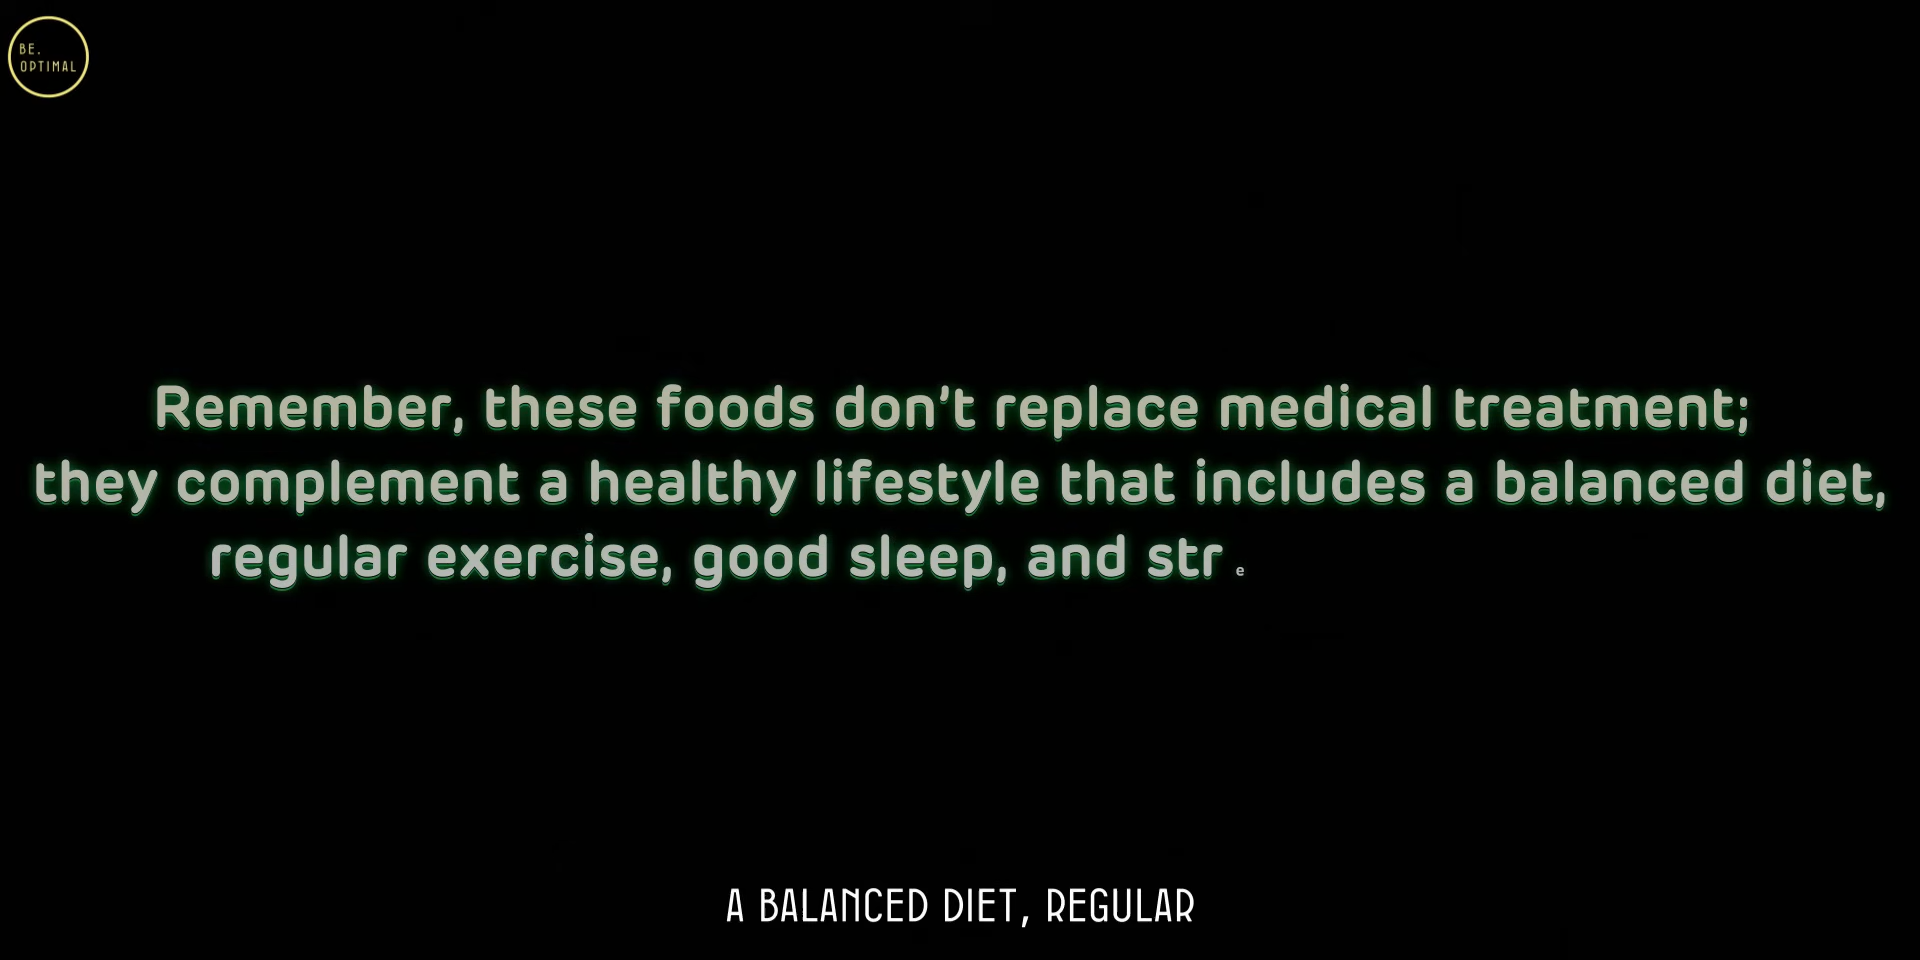 BE.
OPTIMAL
Remember, these foods don't replace medical treatment;
they complement a healthy lifestyle that includes a balanced diet,
regular exercise, good sleep, and stre
A BALANCED DIET, REGULAR